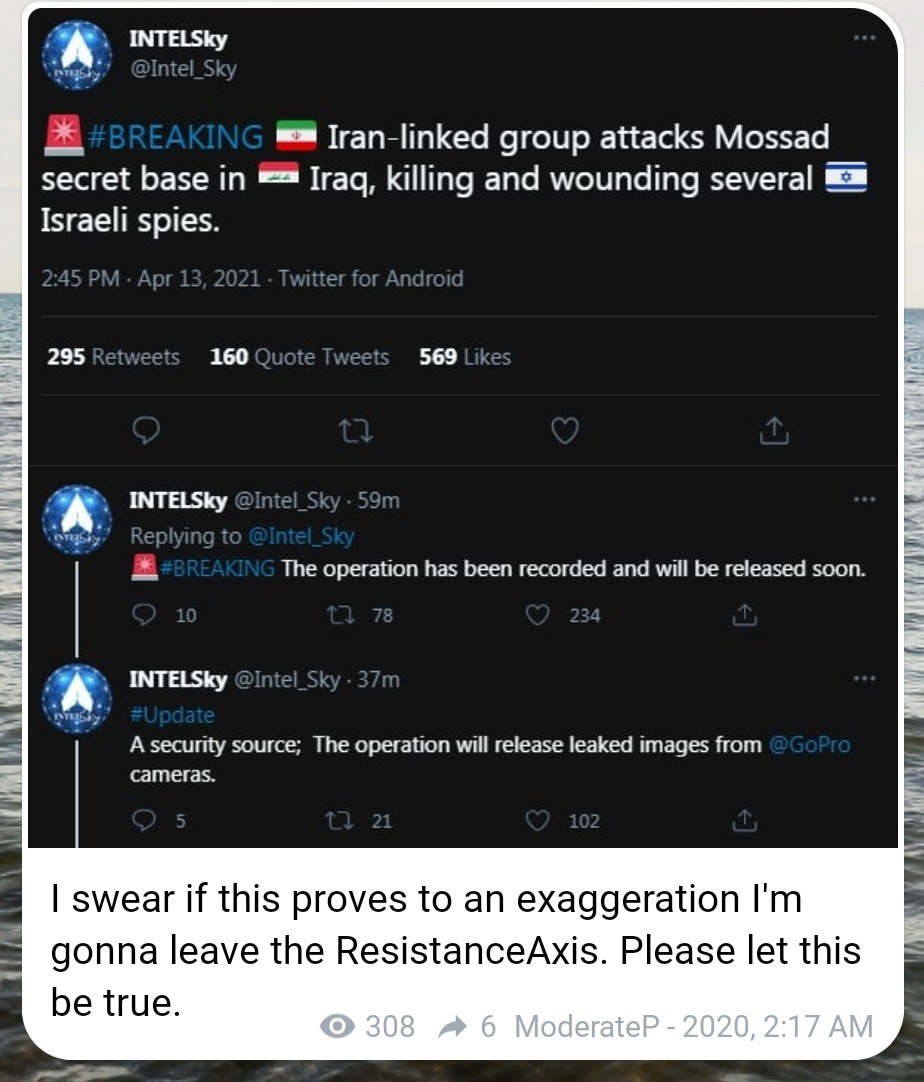 INTELSky
@Intel_Sky
#BREAKING Iran-linked group attacks Mossad
secret base in Iraq, killing and wounding several
Israeli spies.
2:45 PM · Apr 13, 2021 · Twitter for Android
295 Retweets 160 Quote Tweets 569 Likes
INTELSky @Intel_Sky · 59m
Replying to @Intel_Sky
#BREAKING The operation has been recorded and will be released soon.
10 78 234
INTELSky @Intel_Sky · 37m
#Update
A security source; The operation will release leaked images from @GoPro
cameras.
5 21 102
I swear if this proves to an exaggeration I'm
gonna leave the ResistanceAxis. Please let this
be true.
308 6 ModerateP - 2020, 2:17 AM